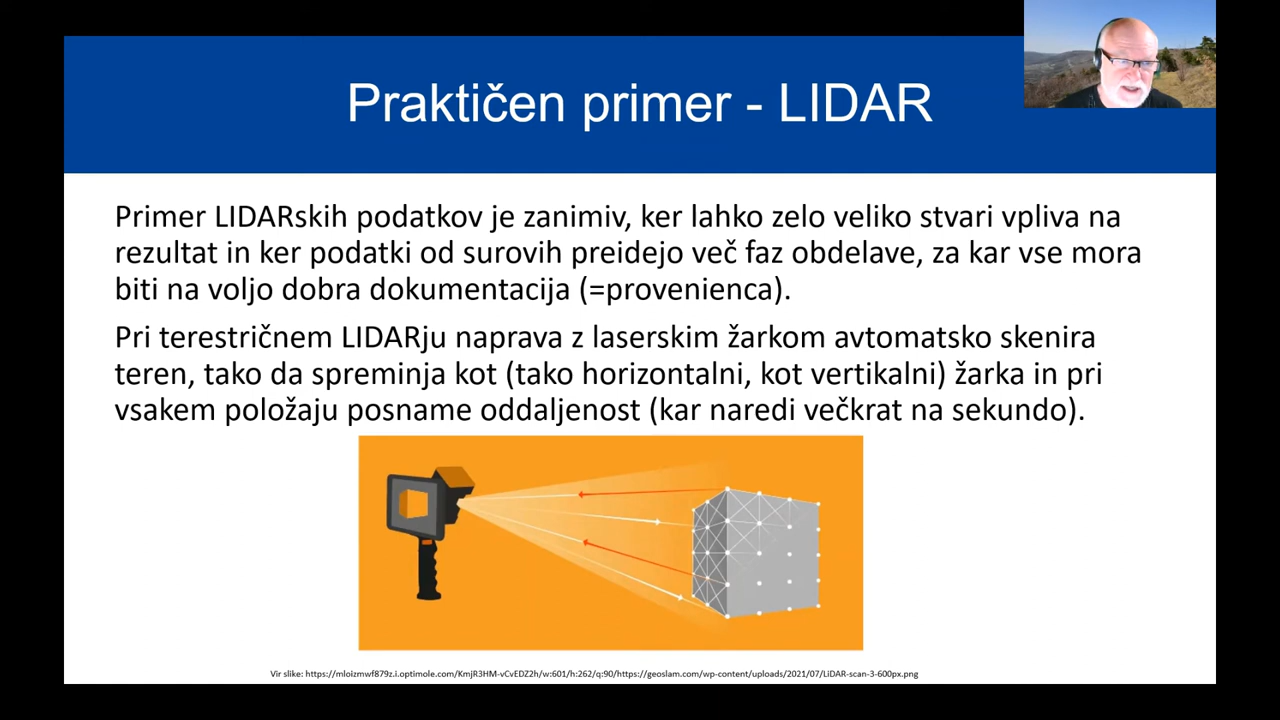 Praktičen primer - LIDAR
Primer LIDARskih podatkov je zanimiv, ker lahko zelo veliko stvari vpliva na
rezultat in ker podatki od surovih preidejo več faz obdelave, za kar vse mora
biti na voljo dobra dokumentacija (=provenienca).
Pri terestričnem LIDARju naprava z laserskim žarkom avtomatsko skenira
teren, tako da spreminja kot (tako horizontalni, kot vertikalni) žarka in pri
vsakem položaju posname oddaljenost (kar naredi večkrat na sekundo).
Vir slike: https://mloizmwf879z.i.optimole.com/KmjR3HM-vCvEDZ2h/w:601/h:262/q:90/https://geoslam.com/wp-content/uploads/2021/07/LiDAR-scan-3-600px.png